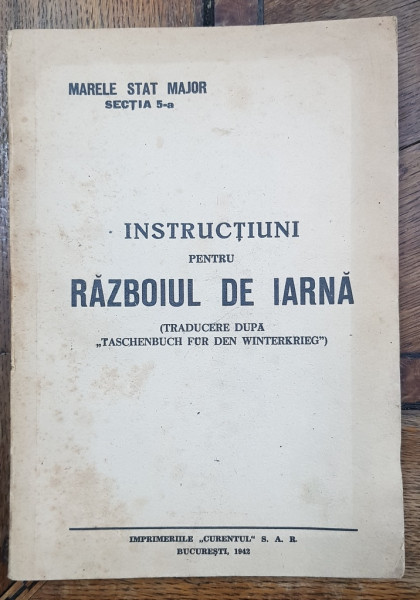 MARELE STAT MAJOR
SECȚIA 5-a
INSTRUCȚIUNI
PENTRU
RĂZBOIUL DE IARNĂ
(TRADUCERE DUPĂ
„TASCHENBUCH FÜR DEN WINTERKRIEG”)
IMPRIMERIILE „CURENTUL” S. A. R.
BUCUREȘTI, 1942